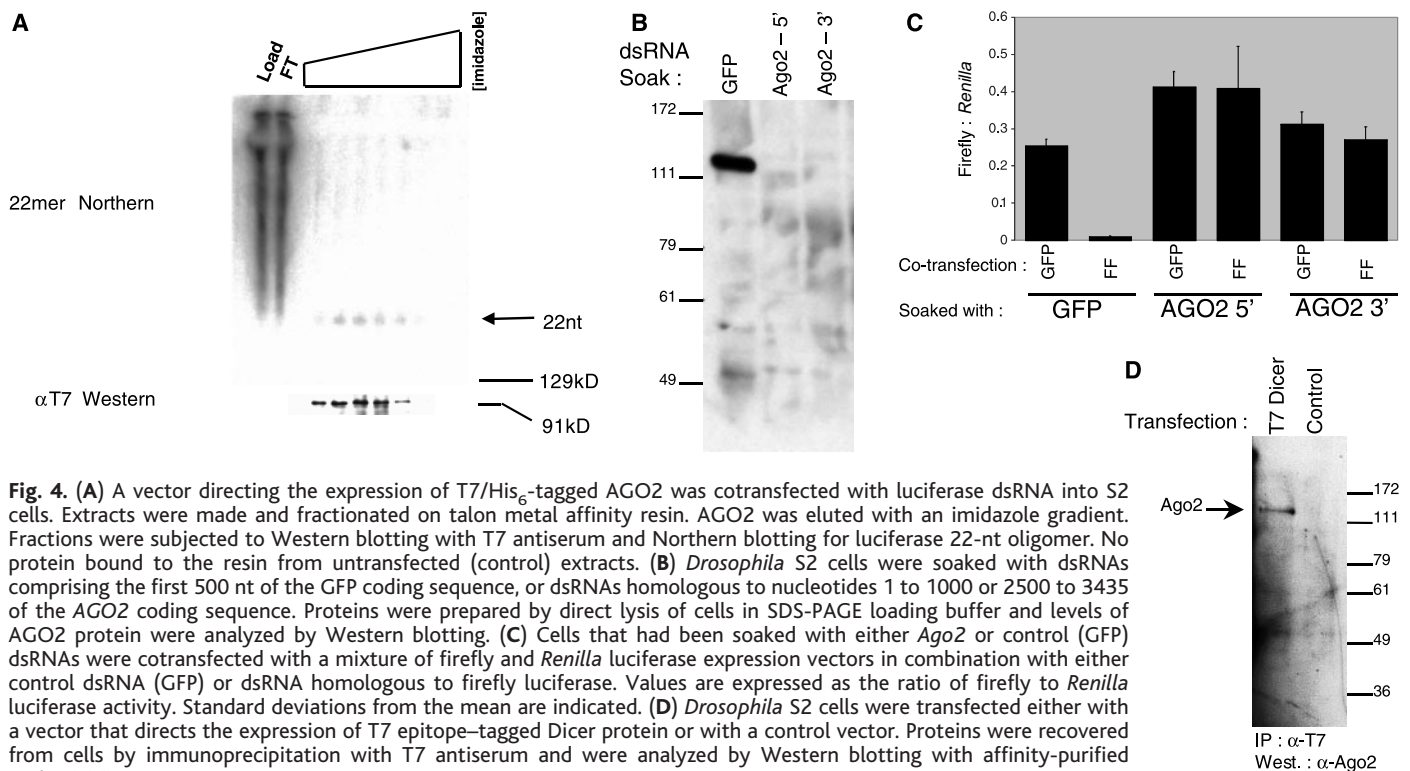 A
Load
FT
[imidazole]
22mer Northern
22nt
129kD
αT7 Western
91kD
B
dsRNA
Soak :
GFP
Ago2 – 5'
Ago2 – 3'
172
111
79
61
49
C
Firefly : Renilla
0.6
0.5
0.4
0.3
0.2
0.1
0
Co-transfection :
GFP
FF
GFP
FF
GFP
FF
Soaked with :
GFP
AGO2 5'
AGO2 3'
D
Transfection :
T7 Dicer
Control
Ago2
172
111
79
61
49
36
IP : α-T7
West. : α-Ago2
Fig. 4. (A) A vector directing the expression of T7/His6-tagged AGO2 was cotransfected with luciferase dsRNA into S2
cells. Extracts were made and fractionated on talon metal affinity resin. AGO2 was eluted with an imidazole gradient.
Fractions were subjected to Western blotting with T7 antiserum and Northern blotting for luciferase 22-nt oligomer. No
protein bound to the resin from untransfected (control) extracts. (B) Drosophila S2 cells were soaked with dsRNAs
comprising the first 500 nt of the GFP coding sequence, or dsRNAs homologous to nucleotides 1 to 1000 or 2500 to 3435
of the AGO2 coding sequence. Proteins were prepared by direct lysis of cells in SDS-PAGE loading buffer and levels of
AGO2 protein were analyzed by Western blotting. (C) Cells that had been soaked with either Ago2 or control (GFP)
dsRNAs were cotransfected with a mixture of firefly and Renilla luciferase expression vectors in combination with either
control dsRNA (GFP) or dsRNA homologous to firefly luciferase. Values are expressed as the ratio of firefly to Renilla
luciferase activity. Standard deviations from the mean are indicated. (D) Drosophila S2 cells were transfected either with
a vector that directs the expression of T7 epitope–tagged Dicer protein or with a control vector. Proteins were recovered
from cells by immunoprecipitation with T7 antiserum and were analyzed by Western blotting with affinity-purified